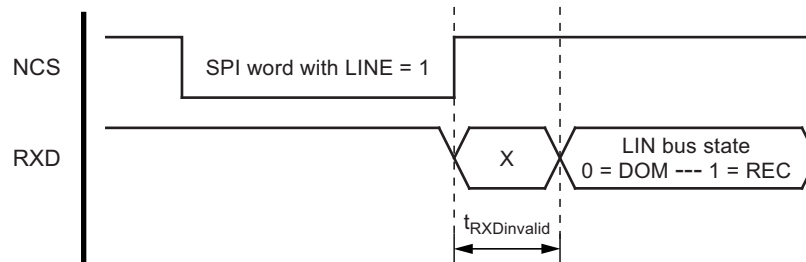 NCS
SPI word with LINE = 1
RXD
X
LIN bus state
0 = DOM --- 1 = REC
tRXDinvalid